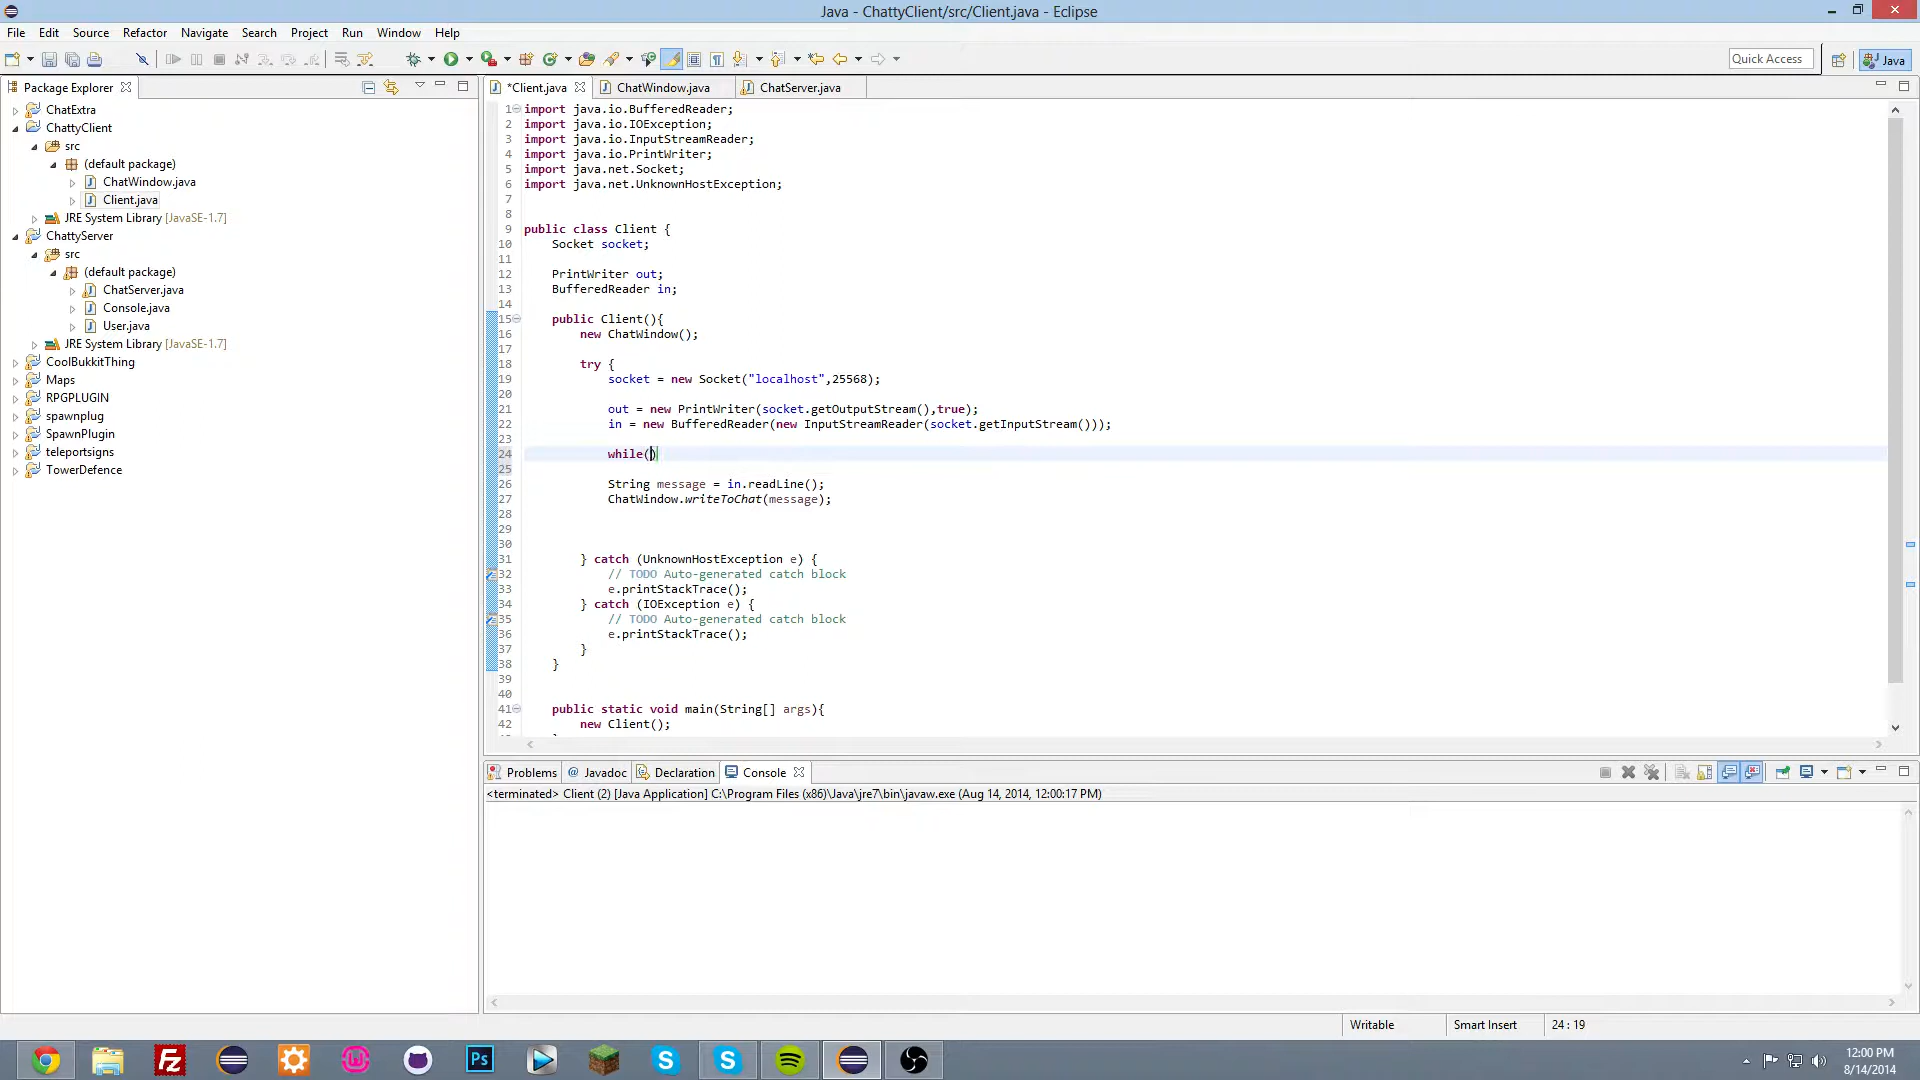 Java - ChattyClient/src/Client.java - Eclipse
File Edit Source Refactor Navigate Search Project Run Window Help
Quick Access
Java
Package Explorer
ChatExtra
ChattyClient
src
(default package)
ChatWindow.java
Client.java
JRE System Library [JavaSE-1.7]
ChattyServer
src
(default package)
ChatServer.java
Console.java
User.java
JRE System Library [JavaSE-1.7]
CoolBukkitThing
Maps
RPGPLUGIN
spawnplug
SpawnPlugin
teleportsigns
TowerDefence
*Client.java ChatWindow.java ChatServer.java
1 import java.io.BufferedReader;
2 import java.io.IOException;
3 import java.io.InputStreamReader;
4 import java.io.PrintWriter;
5 import java.net.Socket;
6 import java.net.UnknownHostException;
7
8
9 public class Client {
10 Socket socket;
11
12 PrintWriter out;
13 BufferedReader in;
14
15 public Client(){
16 new ChatWindow();
17
18 try {
19 socket = new Socket("localhost",25568);
20
21 out = new PrintWriter(socket.getOutputStream(),true);
22 in = new BufferedReader(new InputStreamReader(socket.getInputStream()));
23
24 while()
25
26 String message = in.readLine();
27 ChatWindow.writeToChat(message);
28
29
30
31 } catch (UnknownHostException e) {
32 // TODO Auto-generated catch block
33 e.printStackTrace();
34 } catch (IOException e) {
35 // TODO Auto-generated catch block
36 e.printStackTrace();
37 }
38 }
39
40
41 public static void main(String[] args){
42 new Client();
Problems @ Javadoc Declaration Console
<terminated> Client (2) [Java Application] C:\Program Files (x86)\Java\jre7\bin\javaw.exe (Aug 14, 2014, 12:00:17 PM)
Writable Smart Insert 24 : 19
Fz
Ps
12:00 PM
8/14/2014